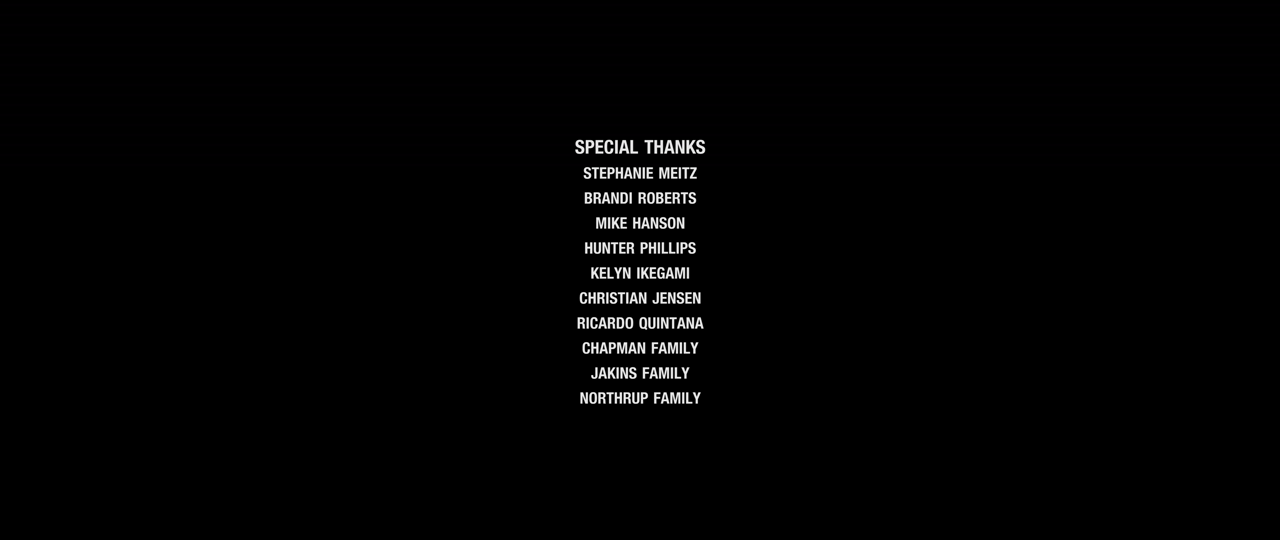 SPECIAL THANKS
STEPHANIE MEITZ
BRANDI ROBERTS
MIKE HANSON
HUNTER PHILLIPS
KELYN IKEGAMI
CHRISTIAN JENSEN
RICARDO QUINTANA
CHAPMAN FAMILY
JAKINS FAMILY
NORTHRUP FAMILY